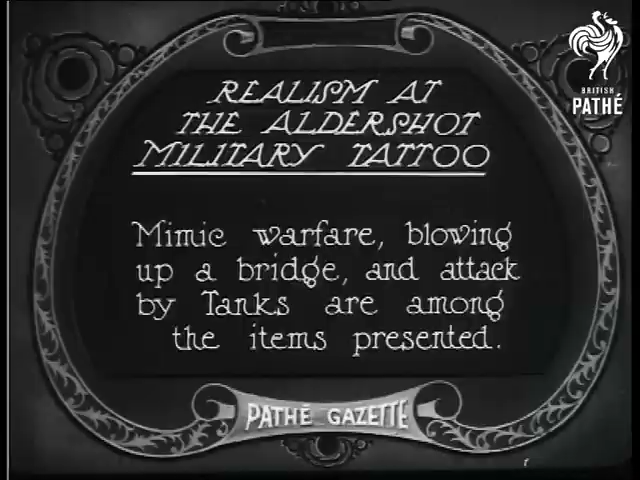 BRITISH
PATHÉ
REALISM AT
THE ALDERSHOT
MILITARY TATTOO
Mimic warfare, blowing
up a bridge, and attack
by Tanks are among
the items presented.
PATHÉ GAZETTE